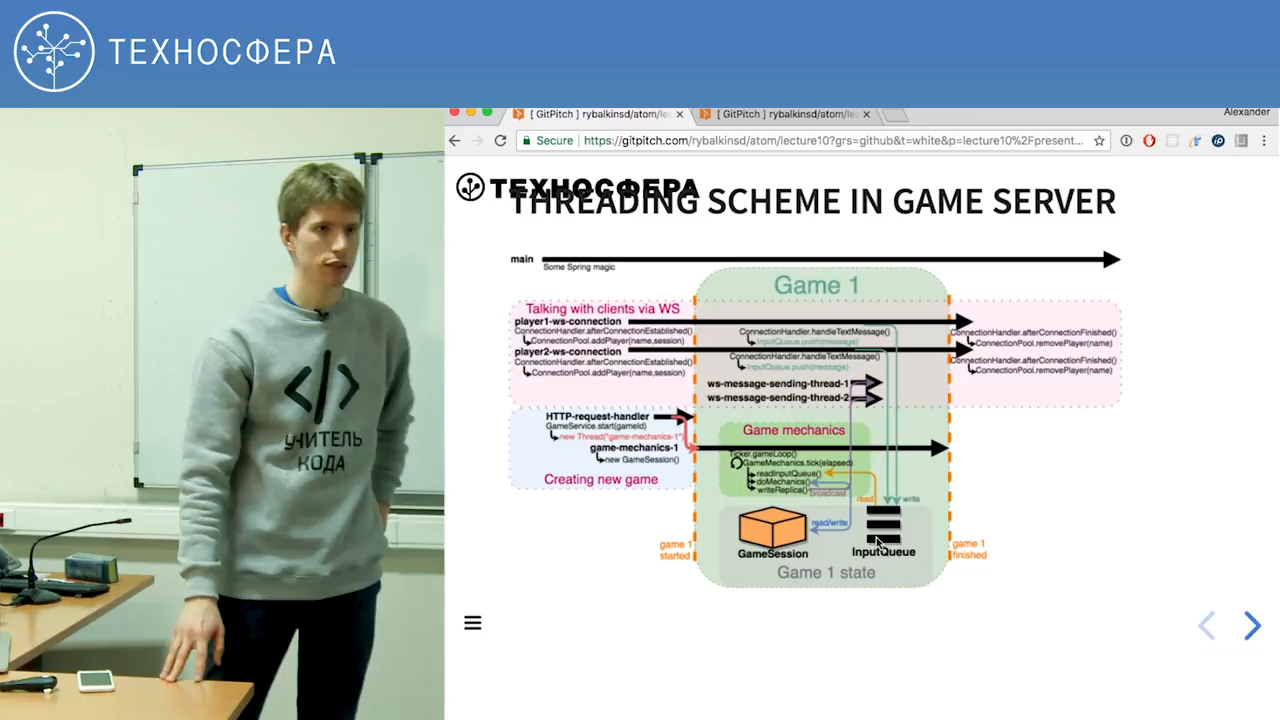 ТЕХНОСФЕРА
[ GitPitch ] rybalkinsd/atom/lec
[ GitPitch ] rybalkinsd/atom/lec
Alexander
Secure
https://gitpitch.com/rybalkinsd/atom/lecture10?grs=github&t=white&p=lecture10%2Fpresent...
ТЕХНОСФЕРА
THREADING SCHEME IN GAME SERVER
main
Some Spring magic
Game 1
Talking with clients via WS
player1-ws-connection
ConnectionHandler.afterConnectionEstablished()
ConnectionPool.addPlayer(name,session)
player2-ws-connection
ConnectionHandler.afterConnectionEstablished()
ConnectionPool.addPlayer(name,session)
ConnectionHandler.handleTextMessage()
InputQueue.push(message)
ConnectionHandler.handleTextMessage()
InputQueue.push(message)
ConnectionHandler.afterConnectionFinished()
ConnectionPool.removePlayer(name)
ConnectionHandler.afterConnectionFinished()
ConnectionPool.removePlayer(name)
ws-message-sending-thread-1
ws-message-sending-thread-2
HTTP-request-handler
GameService.start(gameId)
new Thread("game-mechanics-1")
game-mechanics-1
new GameSession()
Creating new game
Game mechanics
Ticker.gameLoop()
GameMechanics.tick(elapsed)
readInputQueue()
doMechanics()
writeReplica()
broadcast
read
write
read/write
GameSession
InputQueue
Game 1 state
game 1
started
game 1
finished
УЧИТЕЛЬ
КОДА